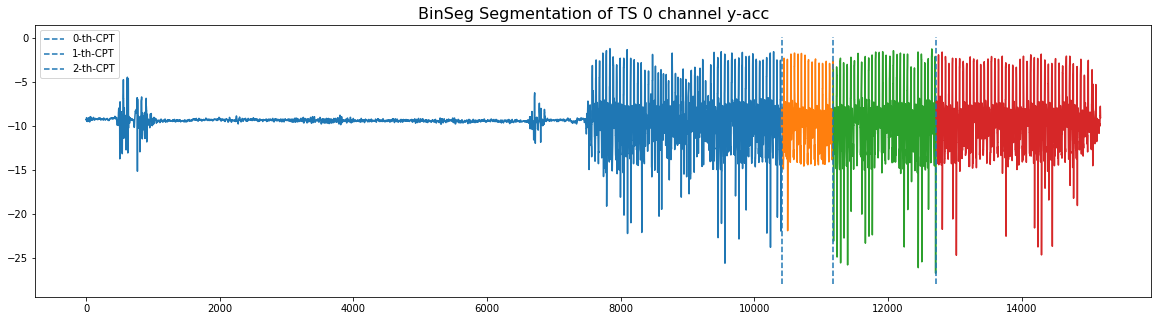 BinSeg Segmentation of TS 0 channel y-acc
0-th-CPT
1-th-CPT
2-th-CPT
0
−5
−10
−15
−20
−25
0 2000 4000 6000 8000 10000 12000 14000